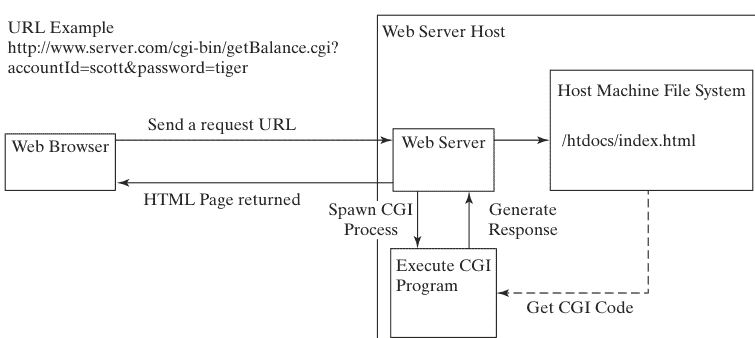 URL Example
http://www.server.com/cgi-bin/getBalance.cgi?
accountId=scott&password=tiger
Web Server Host
Host Machine File System
/htdocs/index.html
Send a request URL
Web Browser
Web Server
HTML Page returned
Spawn CGI
Process
Generate
Response
Execute CGI
Program
Get CGI Code